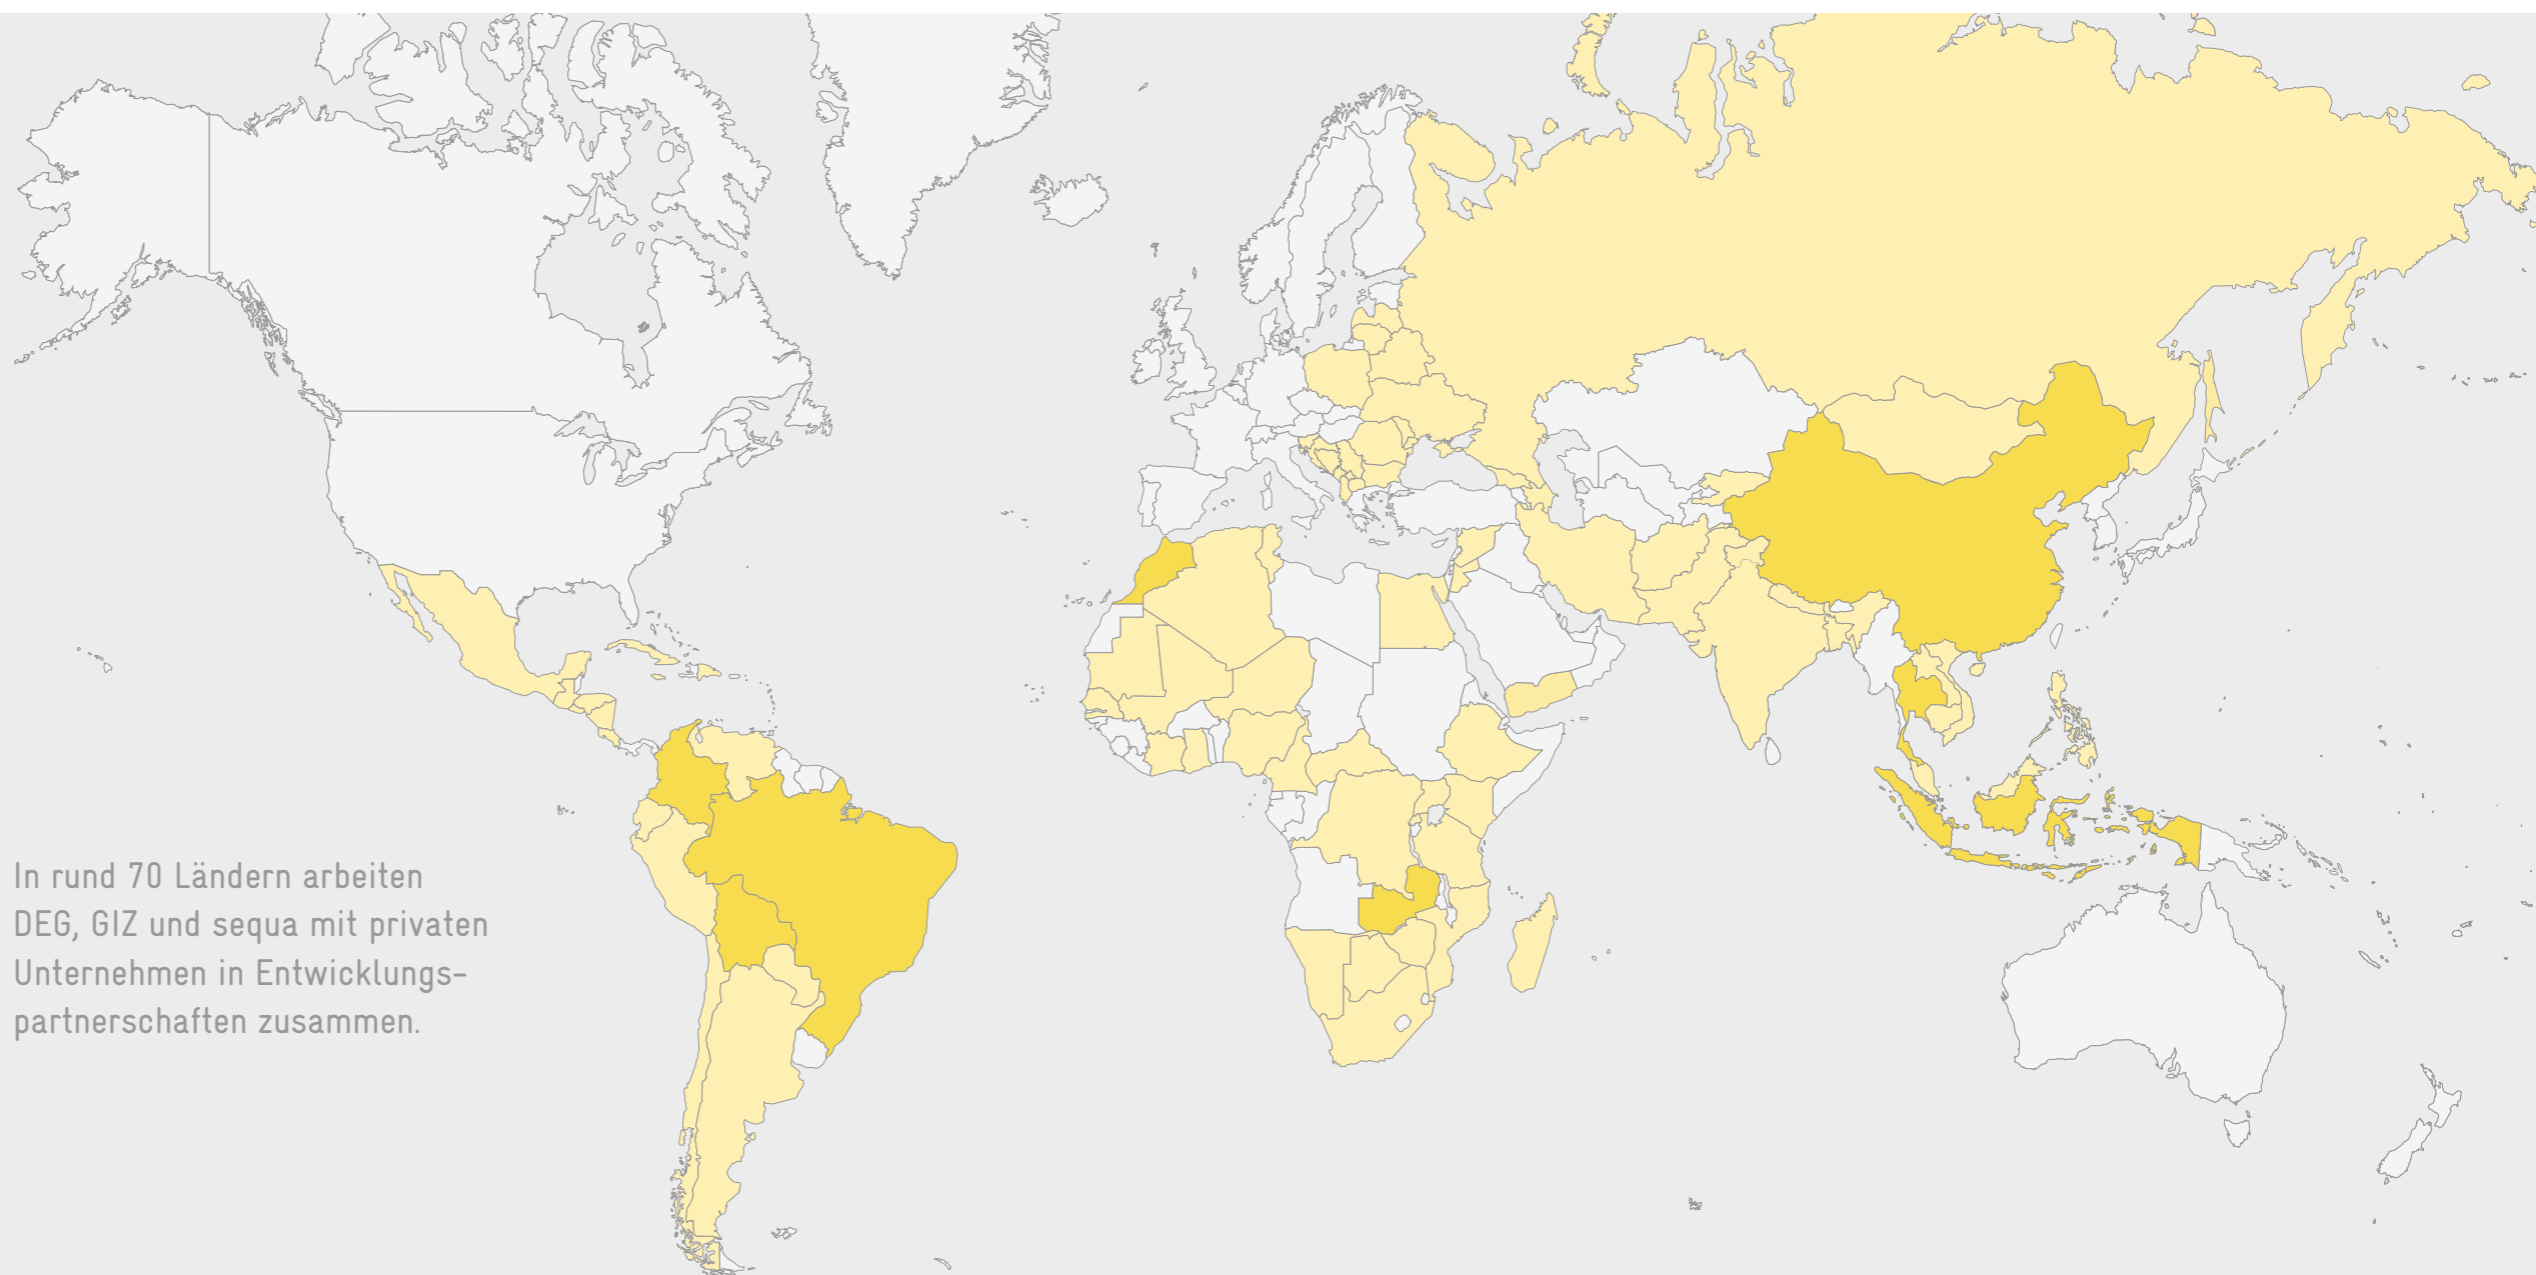 In rund 70 Ländern arbeiten
DEG, GIZ und sequa mit privaten
Unternehmen in Entwicklungs-
partnerschaften zusammen.